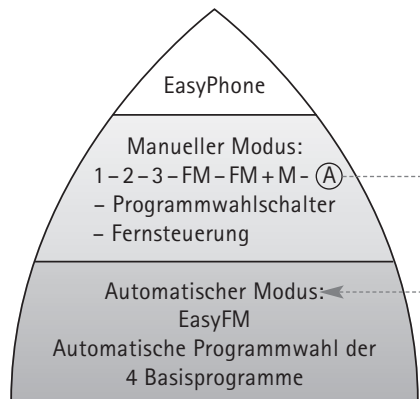 EasyPhone
Manueller Modus:
1 – 2 – 3 – FM – FM + M - A
– Programmwahlschalter
– Fernsteuerung
Automatischer Modus:
EasyFM
Automatische Programmwahl der
4 Basisprogramme